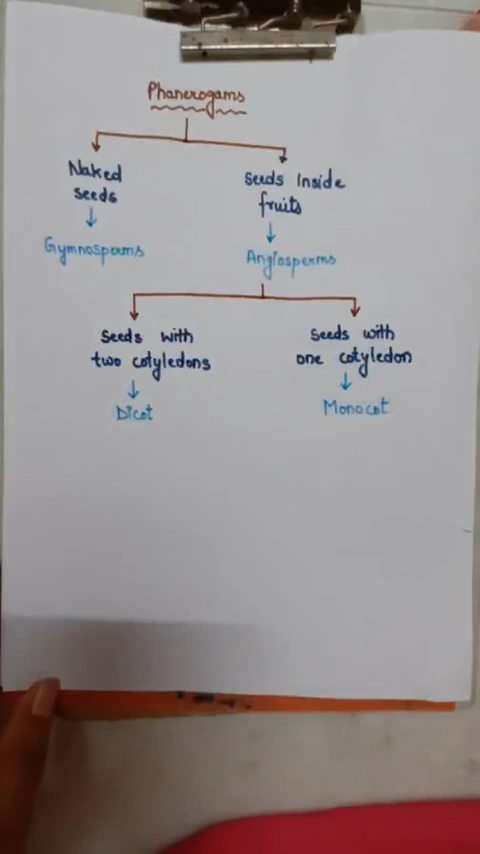 Phanerogams
Naked
seeds
Gymnosperms
Seeds inside
fruits
Angiosperms
Seeds with
two cotyledons
Dicot
Seeds with
one cotyledon
Monocot